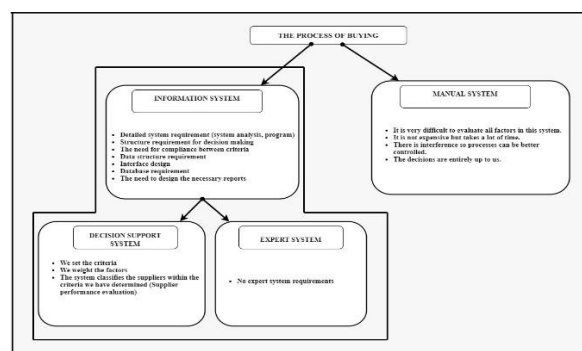 THE PROCESS OF BUYING
INFORMATION SYSTEM
• Detailed system requirement (system analysis, program)
• Structure requirement for decision making
• The need for compliance between criteria
• Data structure requirement
• Interface design
• Database requirement
• The need to design the necessary reports
MANUAL SYSTEM
• It is very difficult to evaluate all factors in this system.
• It is not expensive but takes a lot of time.
• There is interference so processes can be better
controlled.
• The decisions are entirely up to us.
DECISION SUPPORT
SYSTEM
• We set the criteria
• We weight the factors
• The system classifies the suppliers within the
criteria we have determined (Supplier
performance evaluation)
EXPERT SYSTEM
• No expert system requirements